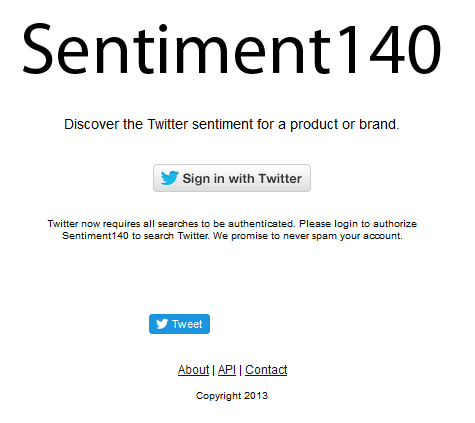 Sentiment140
Discover the Twitter sentiment for a product or brand.
Sign in with Twitter
Twitter now requires all searches to be authenticated. Please login to authorize
Sentiment140 to search Twitter. We promise to never spam your account.
Tweet
About | API | Contact
Copyright 2013